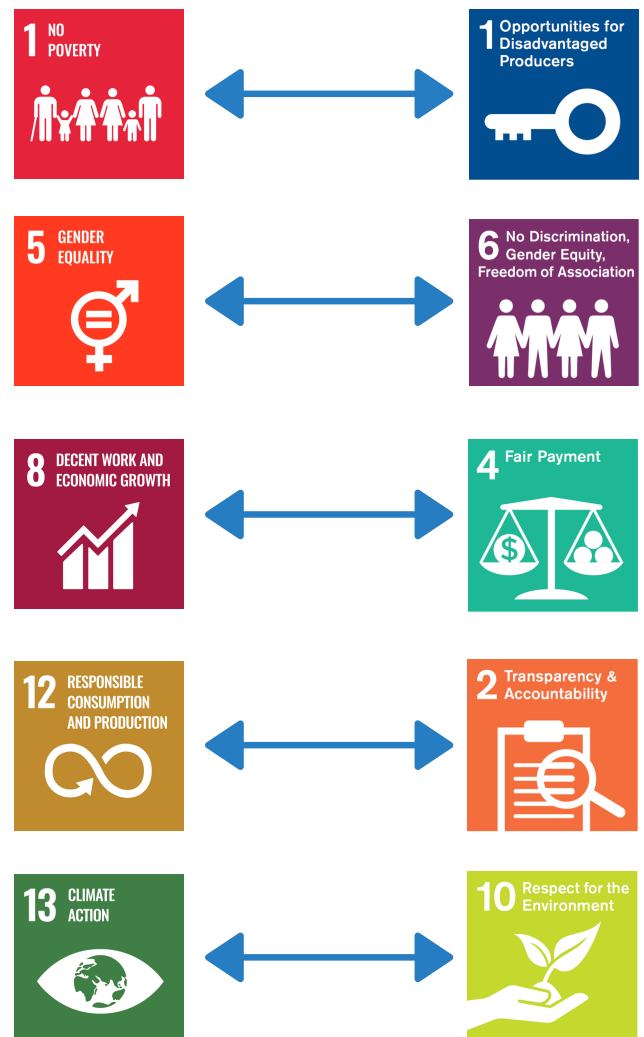 1 NO
POVERTY
1 Opportunities for
Disadvantaged
Producers
5 GENDER
EQUALITY
6 No Discrimination,
Gender Equity,
Freedom of Association
8 DECENT WORK AND
ECONOMIC GROWTH
4 Fair Payment
$
12 RESPONSIBLE
CONSUMPTION
AND PRODUCTION
2 Transparency &
Accountability
13 CLIMATE
ACTION
10 Respect for the
Environment